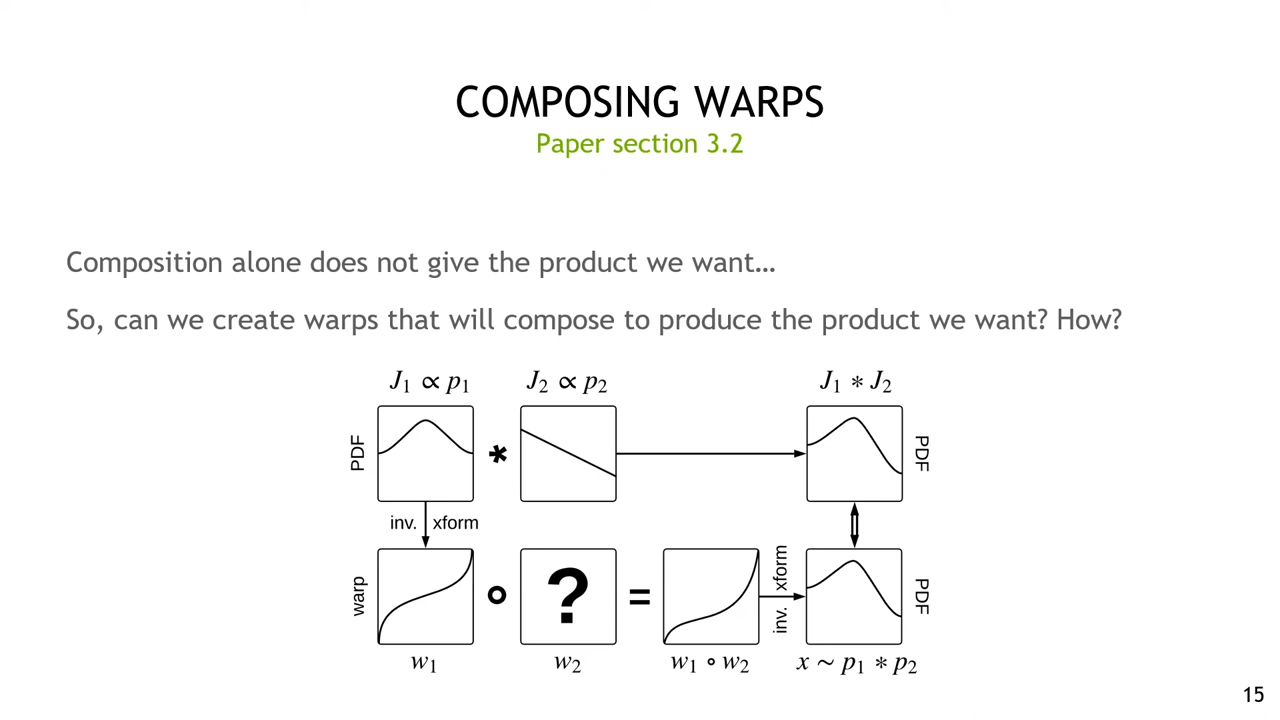 COMPOSING WARPS
Paper section 3.2
Composition alone does not give the product we want…
So, can we create warps that will compose to produce the product we want? How?
J₁ ∝ p₁ J₂ ∝ p₂ J₁ ∗ J₂
PDF * PDF
inv. xform
warp ∘ ? = inv. xform PDF
w₁ w₂ w₁ ∘ w₂ x ∼ p₁ ∗ p₂
15